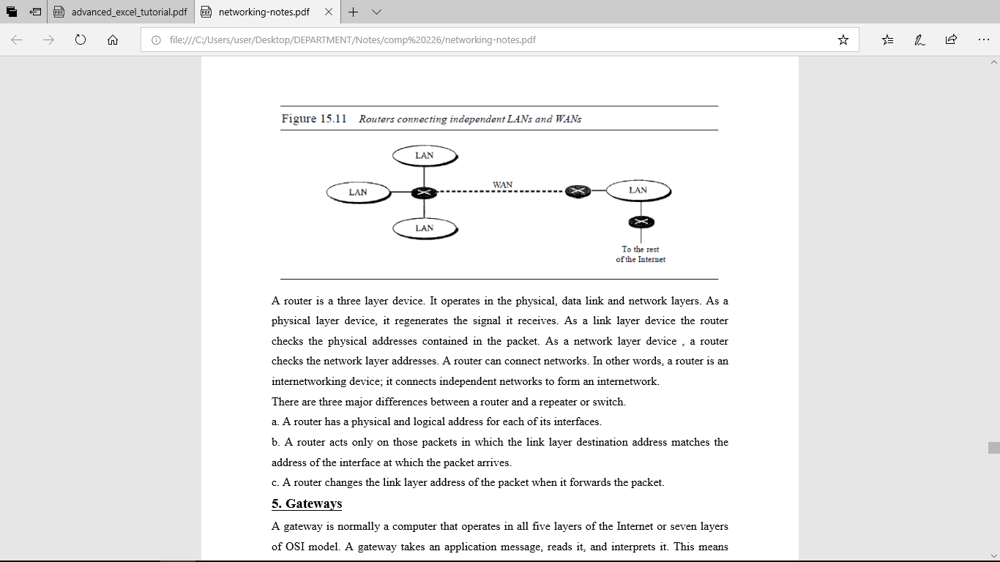 advanced_excel_tutorial.pdf
networking-notes.pdf
file:///C:/Users/user/Desktop/DEPARTMENT/Notes/comp%20226/networking-notes.pdf
Figure 15.11 Routers connecting independent LANs and WANs
LAN
LAN
WAN
LAN
LAN
To the rest
of the Internet
A router is a three layer device. It operates in the physical, data link and network layers. As a
physical layer device, it regenerates the signal it receives. As a link layer device the router
checks the physical addresses contained in the packet. As a network layer device , a router
checks the network layer addresses. A router can connect networks. In other words, a router is an
internetworking device; it connects independent networks to form an internetwork.
There are three major differences between a router and a repeater or switch.
a. A router has a physical and logical address for each of its interfaces.
b. A router acts only on those packets in which the link layer destination address matches the
address of the interface at which the packet arrives.
c. A router changes the link layer address of the packet when it forwards the packet.
5. Gateways
A gateway is normally a computer that operates in all five layers of the Internet or seven layers
of OSI model. A gateway takes an application message, reads it, and interprets it. This means